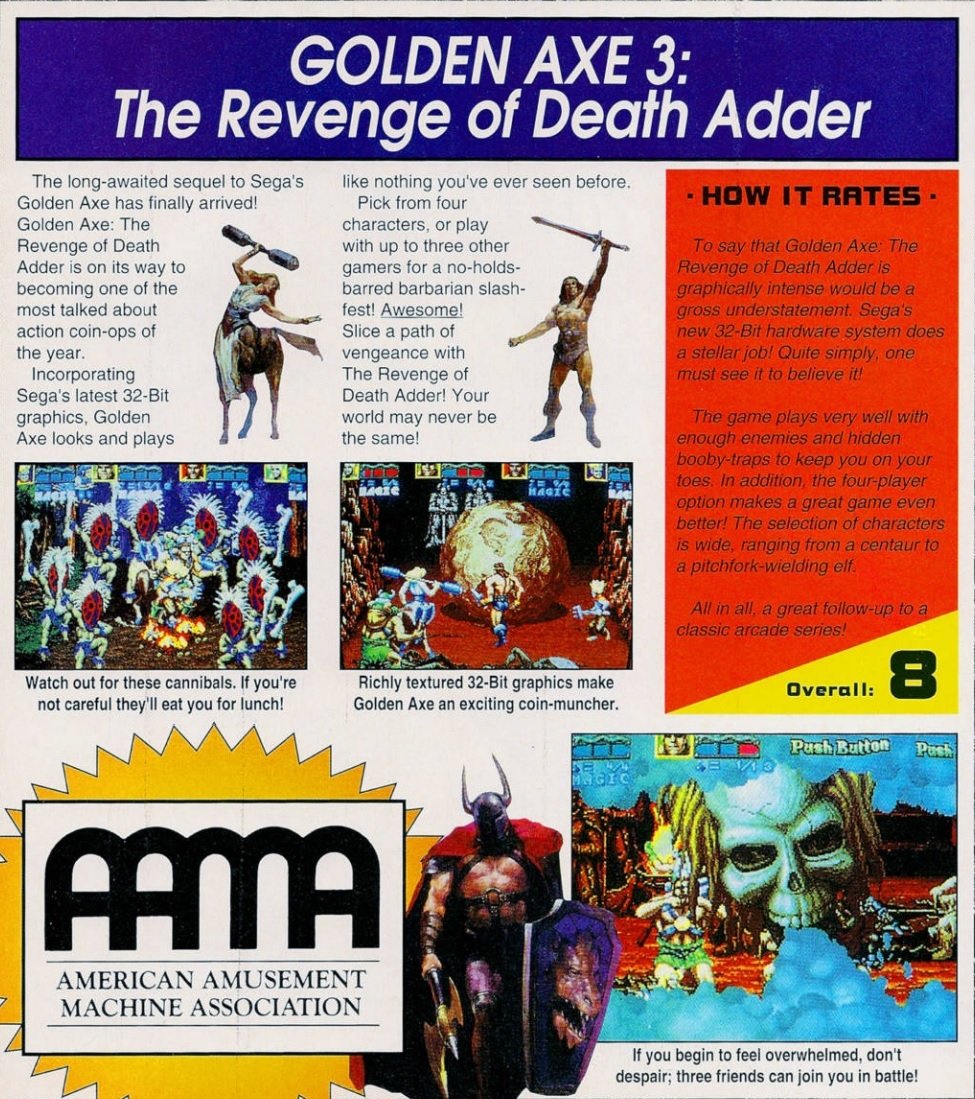 GOLDEN AXE 3:
The Revenge of Death Adder
The long-awaited sequel to Sega's
Golden Axe has finally arrived!
Golden Axe: The
Revenge of Death
Adder is on its way to
becoming one of the
most talked about
action coin-ops of
the year.
Incorporating
Sega's latest 32-Bit
graphics, Golden
Axe looks and plays
like nothing you've ever seen before.
Pick from four
characters, or play
with up to three other
gamers for a no-holds-
barred barbarian slash-
fest! Awesome!
Slice a path of
vengeance with
The Revenge of
Death Adder! Your
world may never be
the same!
· HOW IT RATES ·
To say that Golden Axe: The
Revenge of Death Adder is
graphically intense would be a
gross understatement. Sega's
new 32-Bit hardware system does
a stellar job! Quite simply, one
must see it to believe it!
The game plays very well with
enough enemies and hidden
booby-traps to keep you on your
toes. In addition, the four-player
option makes a great game even
better! The selection of characters
is wide, ranging from a centaur to
a pitchfork-wielding elf.
All in all, a great follow-up to a
classic arcade series!
Overall: 8
MAGIC
MAGIC
Watch out for these cannibals. If you're
not careful they'll eat you for lunch!
Richly textured 32-Bit graphics make
Golden Axe an exciting coin-muncher.
AAMA
AMERICAN AMUSEMENT
MACHINE ASSOCIATION
Push Button Push
MAGIC
If you begin to feel overwhelmed, don't
despair; three friends can join you in battle!